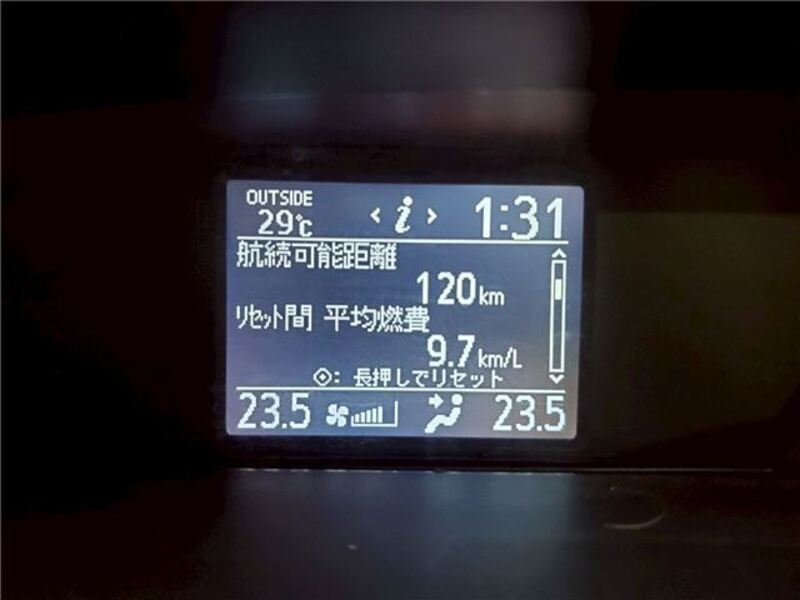 OUTSIDE
29℃ < i > 1:31
航続可能距離
120km
リセット間 平均燃費
9.7km/L
: 長押しでリセット
23.5 23.5